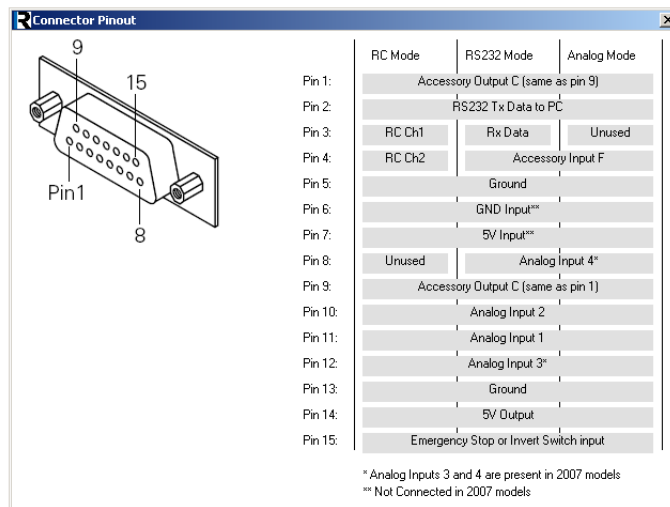 Connector Pinout
9
15
Pin1
8
RC Mode RS232 Mode Analog Mode
Pin 1: Accessory Output C (same as pin 9)
Pin 2: RS232 Tx Data to PC
Pin 3: RC Ch1 Rx Data Unused
Pin 4: RC Ch2 Accessory Input F
Pin 5: Ground
Pin 6: GND Input**
Pin 7: 5V Input**
Pin 8: Unused Analog Input 4*
Pin 9: Accessory Output C (same as pin 1)
Pin 10: Analog Input 2
Pin 11: Analog Input 1
Pin 12: Analog Input 3*
Pin 13: Ground
Pin 14: 5V Output
Pin 15: Emergency Stop or Invert Switch input
* Analog Inputs 3 and 4 are present in 2007 models
** Not Connected in 2007 models